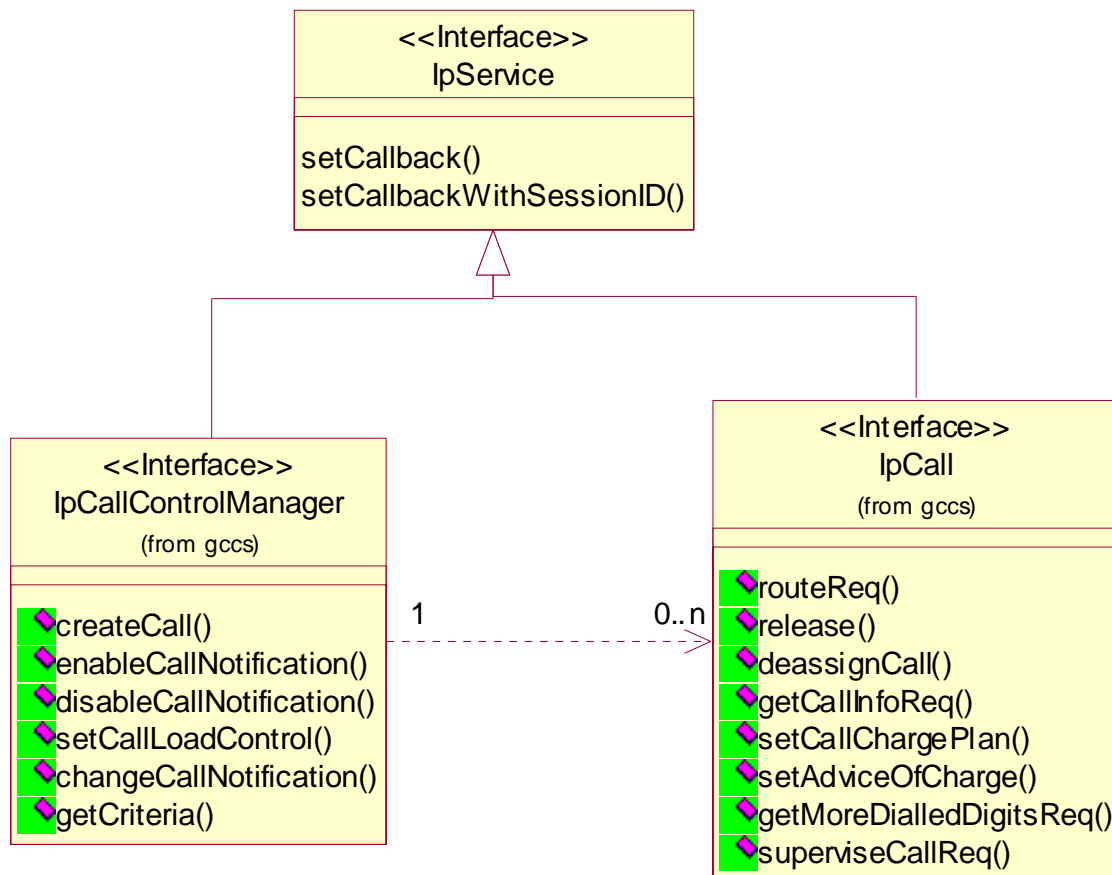 <<Interface>>
IpService
setCallback()
setCallbackWithSessionID()
<<Interface>>
IpCallControlManager
(from gccs)
createCall()
enableCallNotification()
disableCallNotification()
setCallLoadControl()
changeCallNotification()
getCriteria()
1
0..n
<<Interface>>
IpCall
(from gccs)
routeReq()
release()
deassignCall()
getCallInfoReq()
setCallChargePlan()
setAdviceOfCharge()
getMoreDialledDigitsReq()
superviseCallReq()